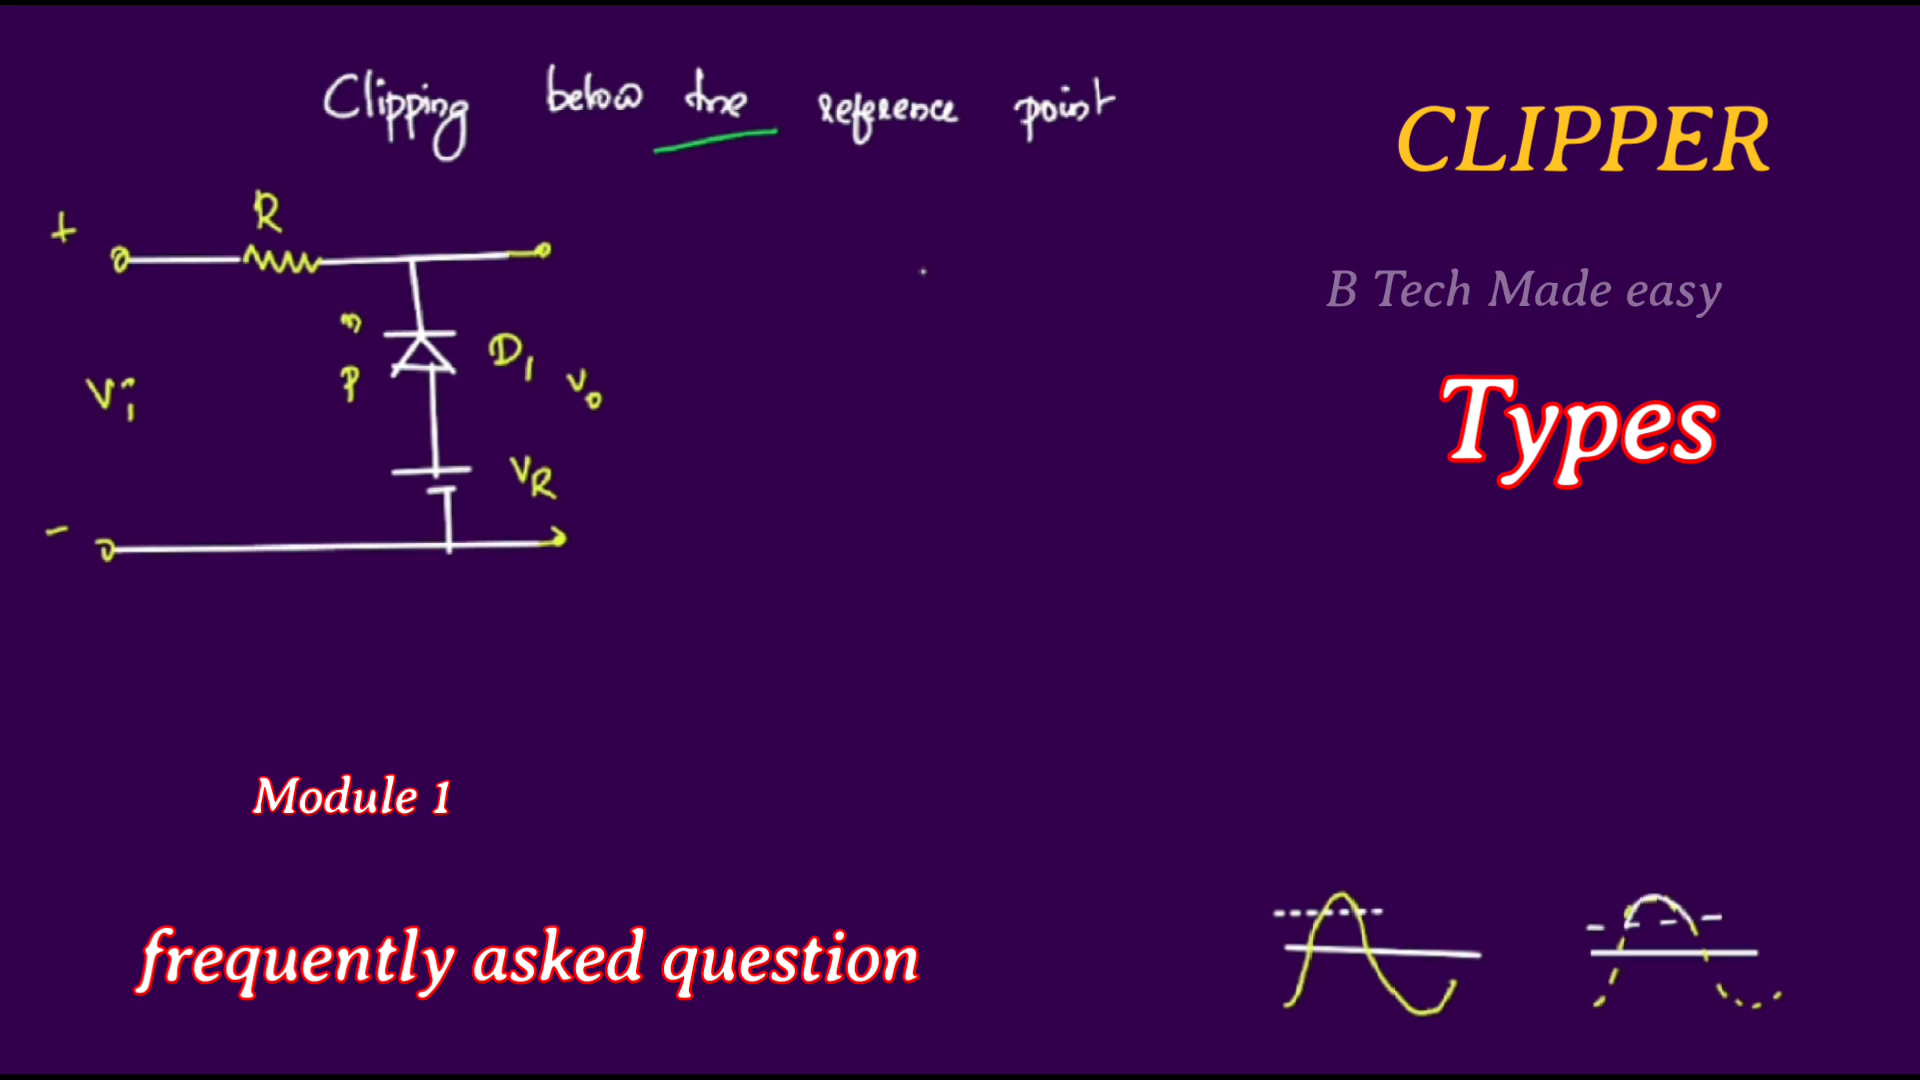 Clipping below the reference point
CLIPPER
B Tech Made easy
Types
+
R
n
p
D1
Vi
Vo
VR
-
Module 1
frequently asked question